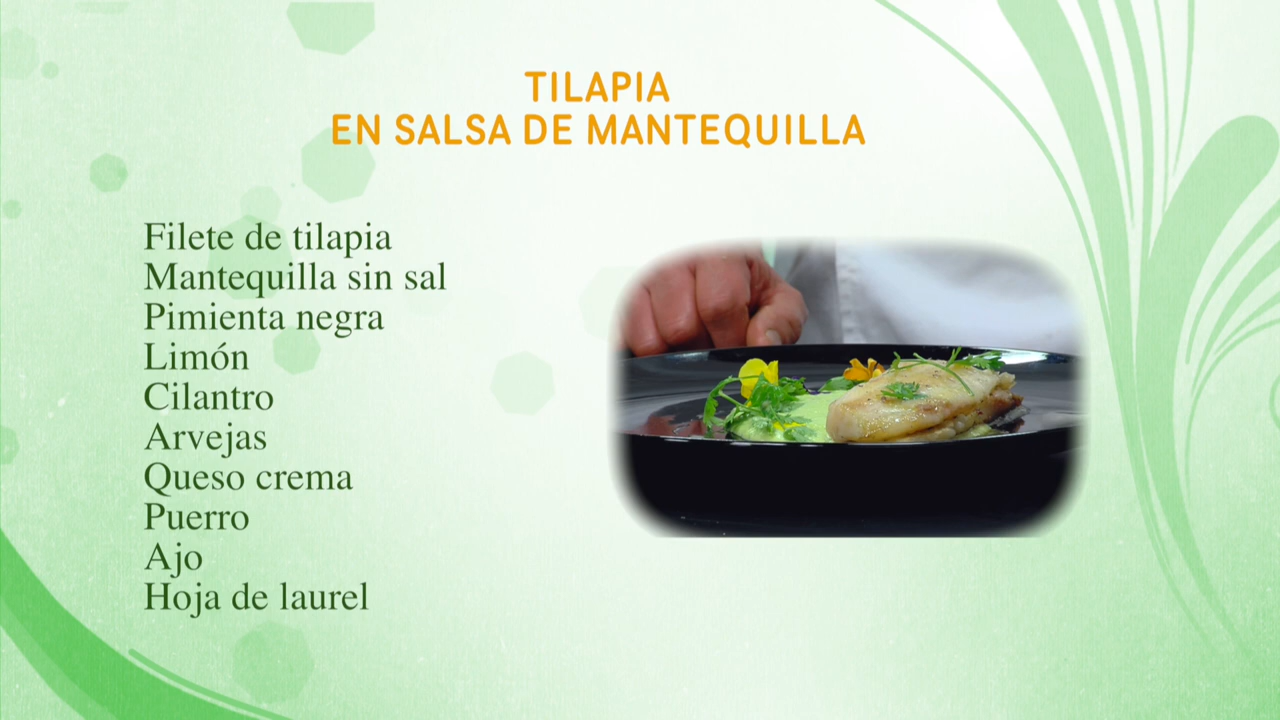 TILAPIA
EN SALSA DE MANTEQUILLA
Filete de tilapia
Mantequilla sin sal
Pimienta negra
Limón
Cilantro
Arvejas
Queso crema
Puerro
Ajo
Hoja de laurel